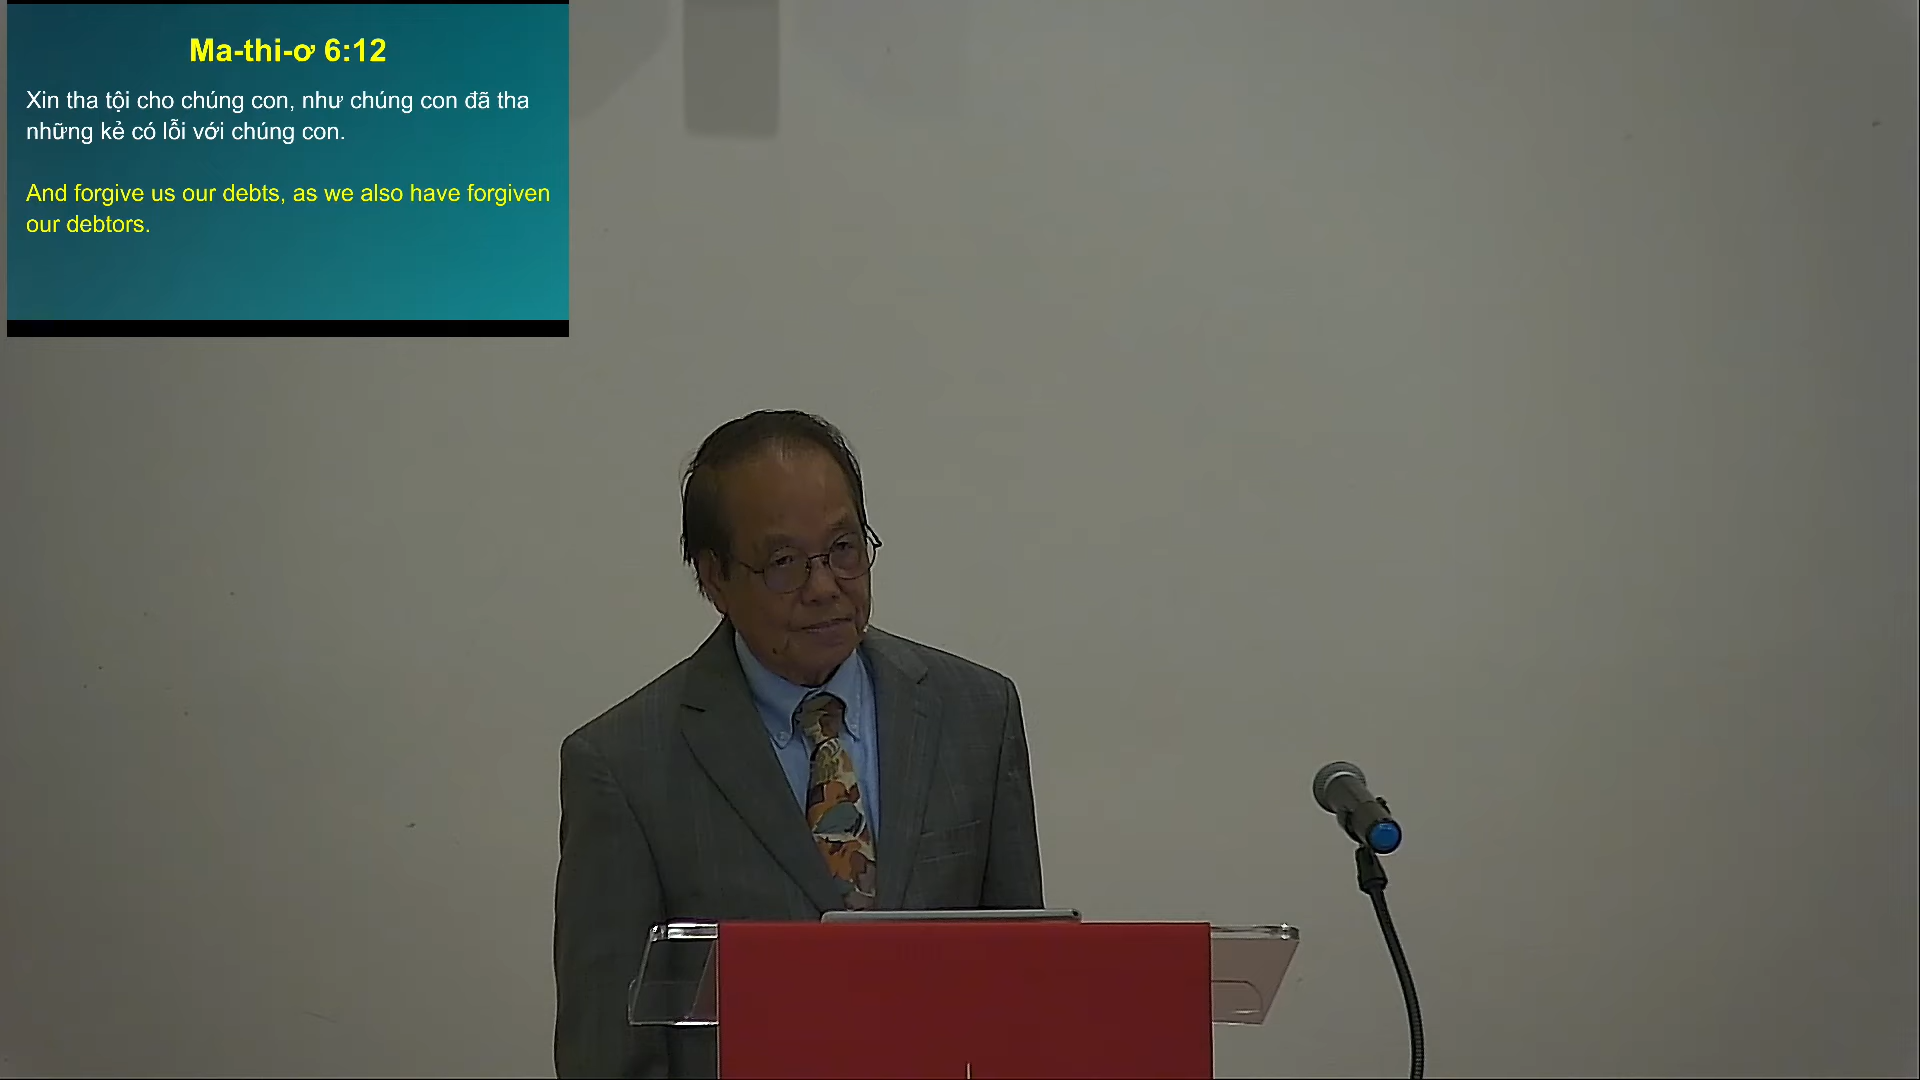 Ma-thi-ơ 6:12
Xin tha tội cho chúng con, như chúng con đã tha
những kẻ có lỗi với chúng con.
And forgive us our debts, as we also have forgiven
our debtors.